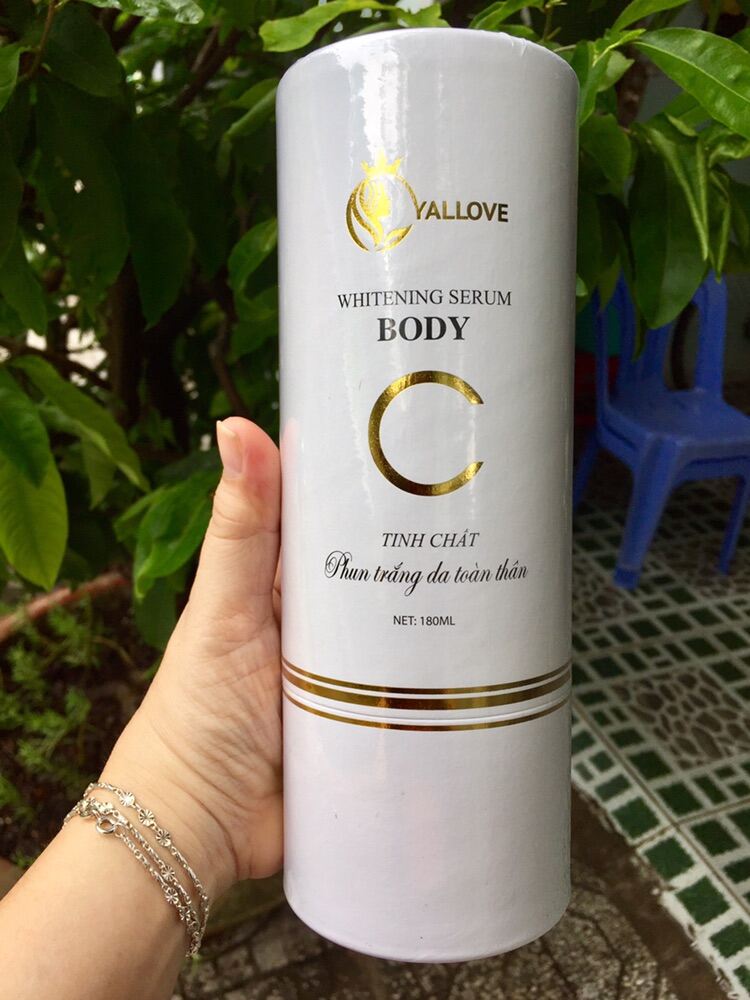 YALLOVE
WHITENING SERUM
BODY
C
TINH CHẤT
Phun trắng da toàn thân
NET: 180ML